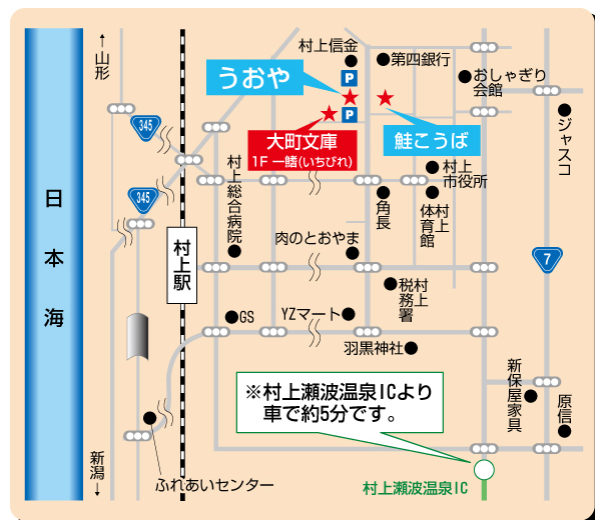 ↑
山形
村上信金
P
第四銀行
おしゃぎり
会館
うおや
P
大町文庫
1F 一鰭(いちびれ)
鮭こうば
ジャスコ
345
345
村上総合病院
村上
市役所
角長
村上
体育館
日本海
村上駅
肉のとおやま
7
村上
税務署
GS
YZマート
羽黒神社
新保屋家具
原信
※村上瀬波温泉ICより
車で約5分です。
新潟
↓
ふれあいセンター
村上瀬波温泉IC